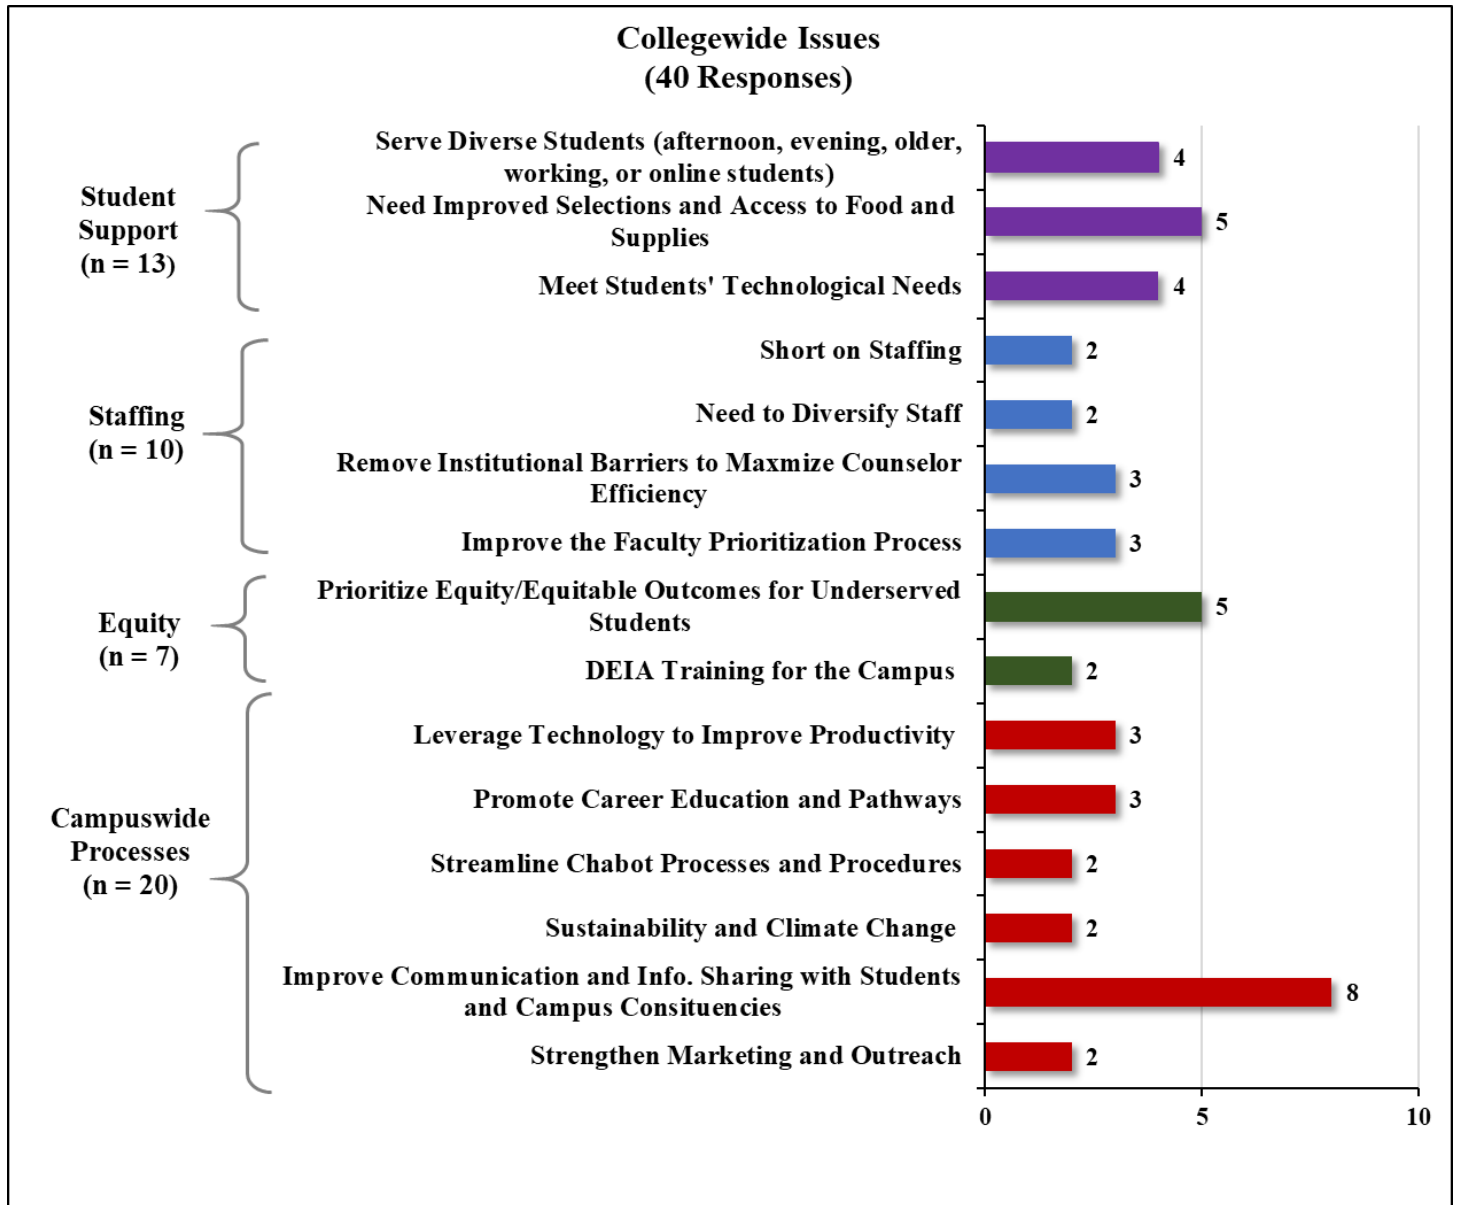 Collegewide Issues
(40 Responses)
Student
Support
(n = 13)
Serve Diverse Students (afternoon, evening, older,
working, or online students)
4
Need Improved Selections and Access to Food and
Supplies
5
Meet Students' Technological Needs
4
Staffing
(n = 10)
Short on Staffing
2
Need to Diversify Staff
2
Remove Institutional Barriers to Maxmize Counselor
Efficiency
3
Improve the Faculty Prioritization Process
3
Equity
(n = 7)
Prioritize Equity/Equitable Outcomes for Underserved
Students
5
DEIA Training for the Campus
2
Campuswide
Processes
(n = 20)
Leverage Technology to Improve Productivity
3
Promote Career Education and Pathways
3
Streamline Chabot Processes and Procedures
2
Sustainability and Climate Change
2
Improve Communication and Info. Sharing with Students
and Campus Consituencies
8
Strengthen Marketing and Outreach
2
0 5 10